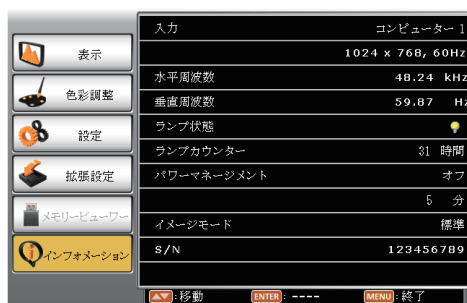 表示
色彩調整
設定
拡張設定
メモリービューワー
インフォメーション
入力 コンピューター 1
1024 x 768, 60Hz
水平周波数 48.24 kHz
垂直周波数 59.87 Hz
ランプ状態
ランプカウンター 31 時間
パワーマネージメント オフ
5 分
イメージモード 標準
S/N 123456789
:移動 ENTER: ---- MENU:終了